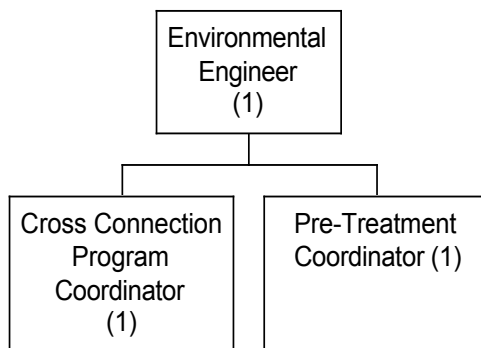 Environmental
Engineer
(1)
Cross Connection
Program
Coordinator
(1)
Pre-Treatment
Coordinator (1)